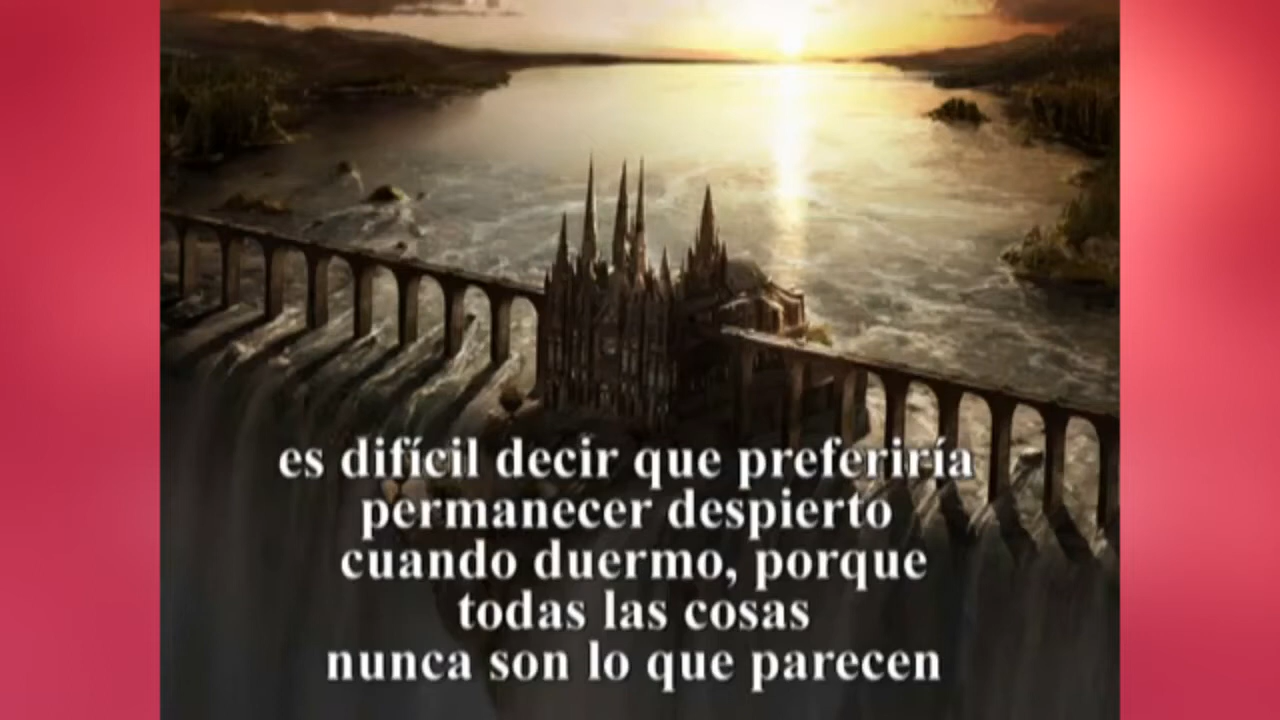 es difícil decir que preferiría
permanecer despierto
cuando duermo, porque
todas las cosas
nunca son lo que parecen